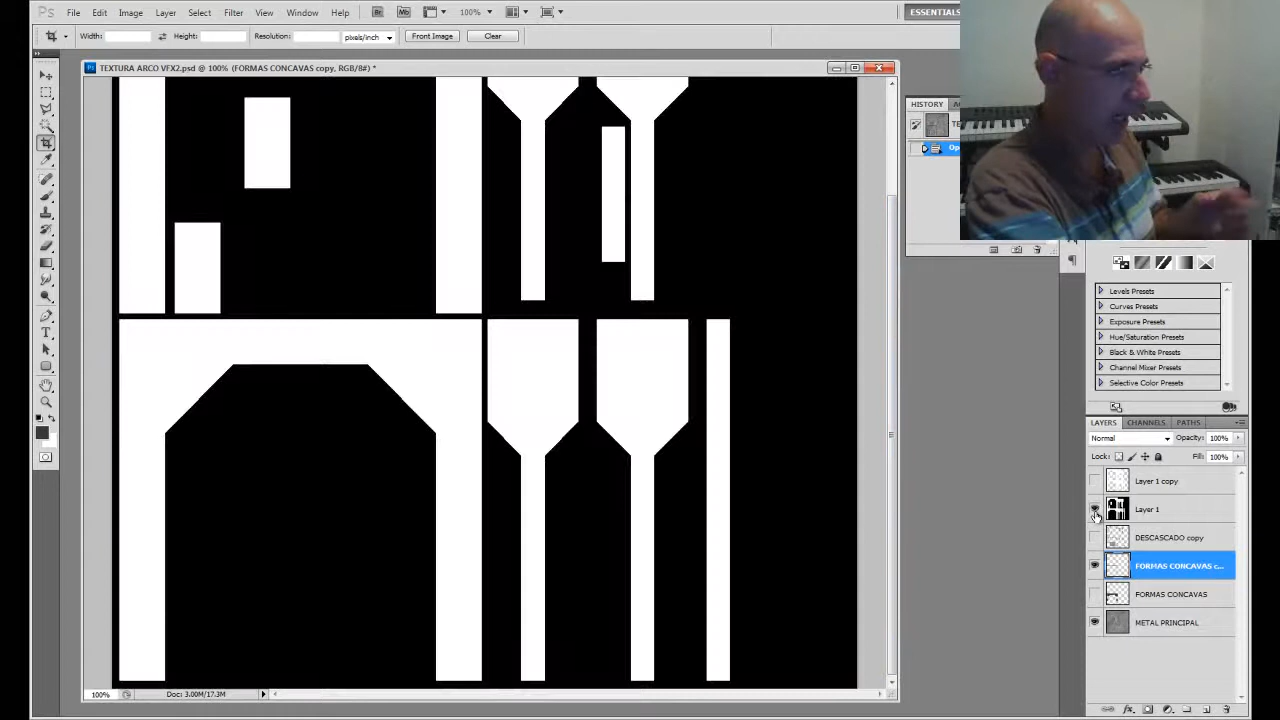 Ps File Edit Image Layer Select Filter View Window Help Br Mb 100% ESSENTIALS
Width: Height: Resolution: pixels/inch Front Image Clear
TEXTURA ARCO VFX2.psd @ 100% (FORMAS CONCAVAS copy, RGB/8#) *
HISTORY
Levels Presets
Curves Presets
Exposure Presets
Hue/Saturation Presets
Black & White Presets
Channel Mixer Presets
Selective Color Presets
LAYERS CHANNELS PATHS
Normal Opacity: 100%
Lock: Fill: 100%
Layer 1 copy
Layer 1
DESCASCADO copy
FORMAS CONCAVAS c...
FORMAS CONCAVAS
METAL PRINCIPAL
100% Doc: 3.00M/17.3M